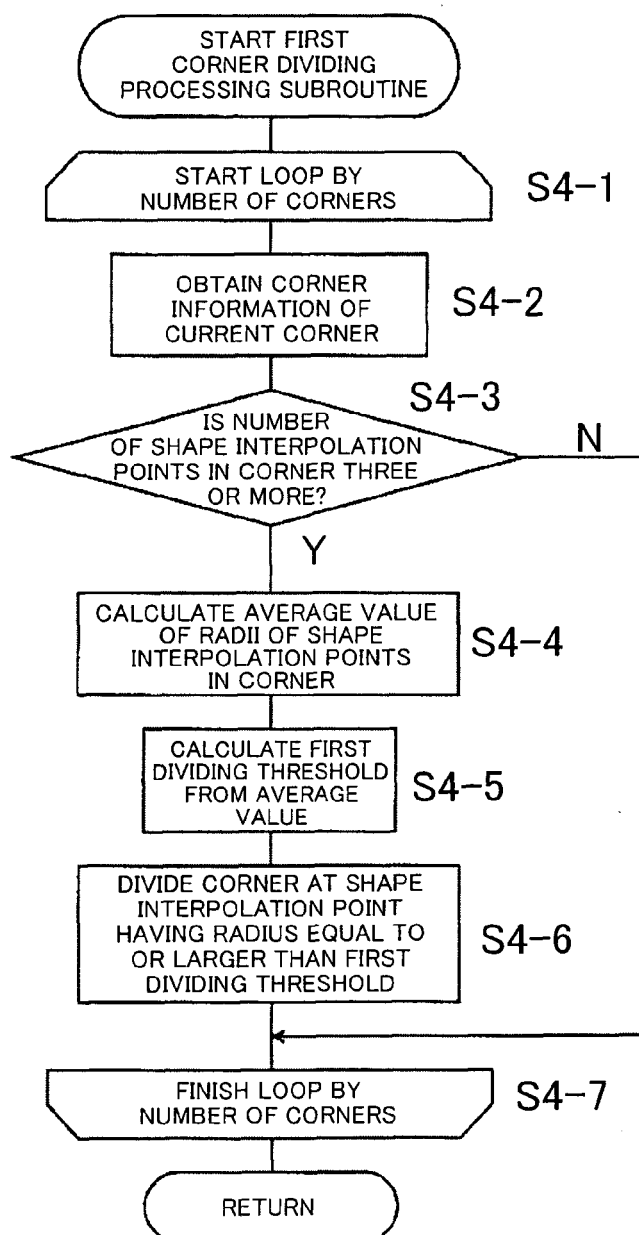 START FIRST
CORNER DIVIDING
PROCESSING SUBROUTINE
START LOOP BY
NUMBER OF CORNERS
S4-1
OBTAIN CORNER
INFORMATION OF
CURRENT CORNER
S4-2
S4-3
IS NUMBER
OF SHAPE INTERPOLATION
POINTS IN CORNER THREE
OR MORE?
N
Y
CALCULATE AVERAGE VALUE
OF RADII OF SHAPE
INTERPOLATION POINTS
IN CORNER
S4-4
CALCULATE FIRST
DIVIDING THRESHOLD
FROM AVERAGE
VALUE
S4-5
DIVIDE CORNER AT SHAPE
INTERPOLATION POINT
HAVING RADIUS EQUAL TO
OR LARGER THAN FIRST
DIVIDING THRESHOLD
S4-6
FINISH LOOP BY
NUMBER OF CORNERS
S4-7
RETURN